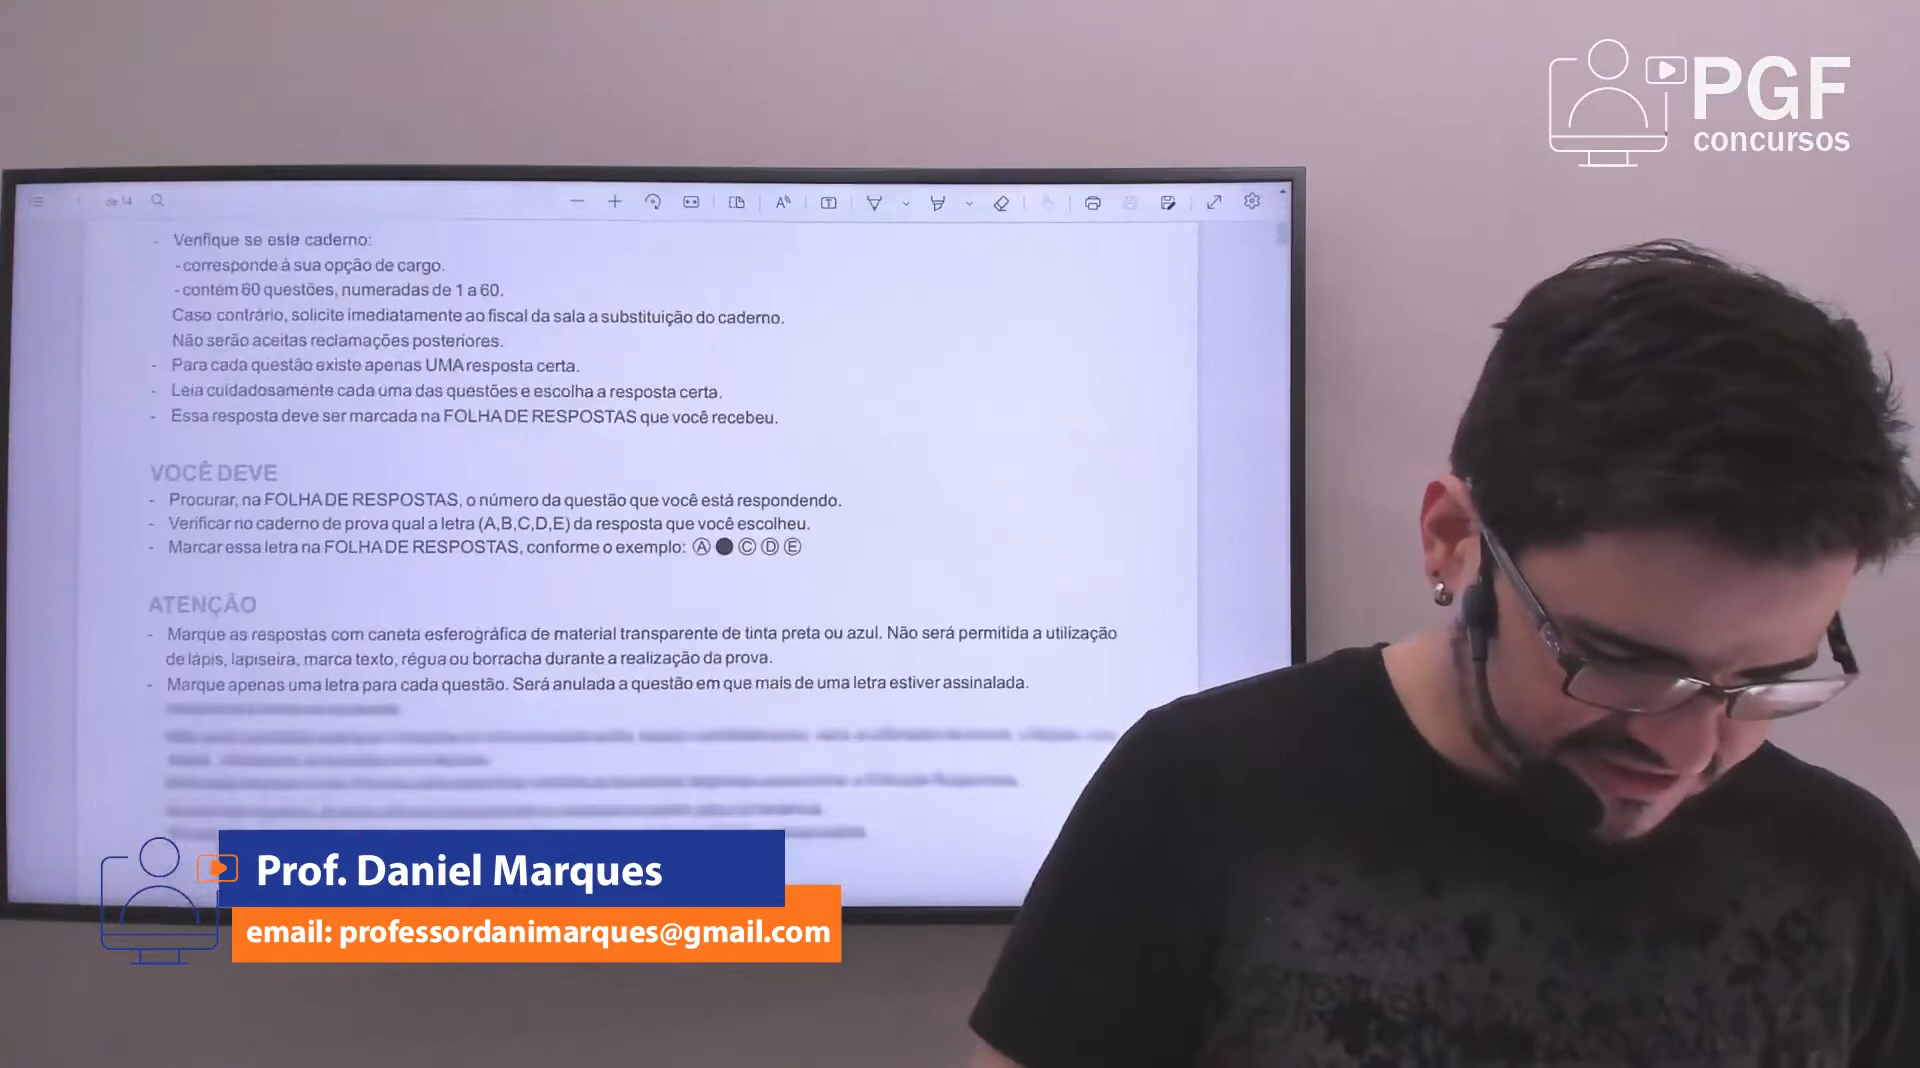 PGF
concursos
de 14
- Verifique se este caderno:
- corresponde à sua opção de cargo.
- contém 60 questões, numeradas de 1 a 60.
Caso contrário, solicite imediatamente ao fiscal da sala a substituição do caderno.
Não serão aceitas reclamações posteriores.
- Para cada questão existe apenas UMA resposta certa.
- Leia cuidadosamente cada uma das questões e escolha a resposta certa.
- Essa resposta deve ser marcada na FOLHA DE RESPOSTAS que você recebeu.
VOCÊ DEVE
- Procurar, na FOLHA DE RESPOSTAS, o número da questão que você está respondendo.
- Verificar no caderno de prova qual a letra (A,B,C,D,E) da resposta que você escolheu.
- Marcar essa letra na FOLHA DE RESPOSTAS, conforme o exemplo: Ⓐ ● Ⓒ Ⓓ Ⓔ
ATENÇÃO
- Marque as respostas com caneta esferográfica de material transparente de tinta preta ou azul. Não será permitida a utilização
de lápis, lapiseira, marca texto, régua ou borracha durante a realização da prova.
- Marque apenas uma letra para cada questão. Será anulada a questão em que mais de uma letra estiver assinalada.
Prof. Daniel Marques
email: professordanimarques@gmail.com